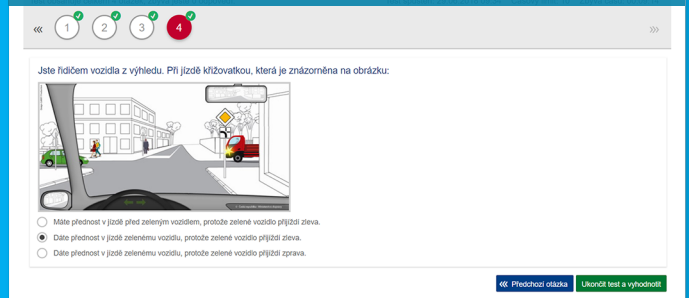 1 2 3 4
Jste řidičem vozidla z výhledu. Při jízdě křižovatkou, která je znázorněna na obrázku:
Máte přednost v jízdě před zeleným vozidlem, protože zelené vozidlo přijíždí zleva.
Dáte přednost v jízdě zelenému vozidlu, protože zelené vozidlo přijíždí zleva.
Dáte přednost v jízdě zelenému vozidlu, protože zelené vozidlo přijíždí zprava.
Předchozí otázka Ukončit test a vyhodnotit